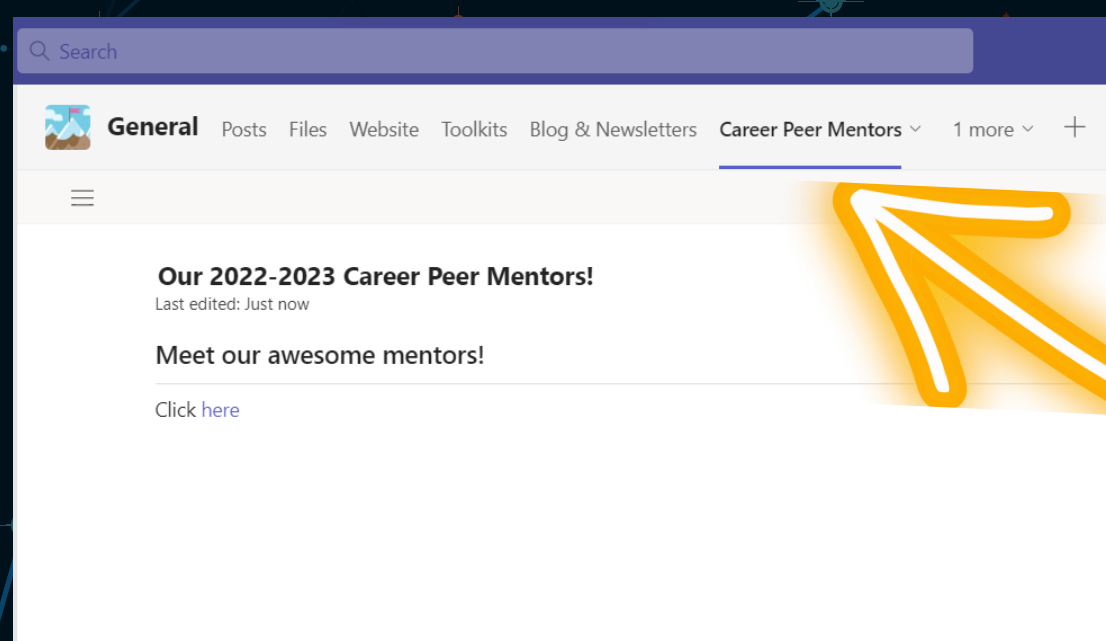 Search
General Posts Files Website Toolkits Blog & Newsletters Career Peer Mentors 1 more
Our 2022-2023 Career Peer Mentors!
Last edited: Just now
Meet our awesome mentors!
Click here